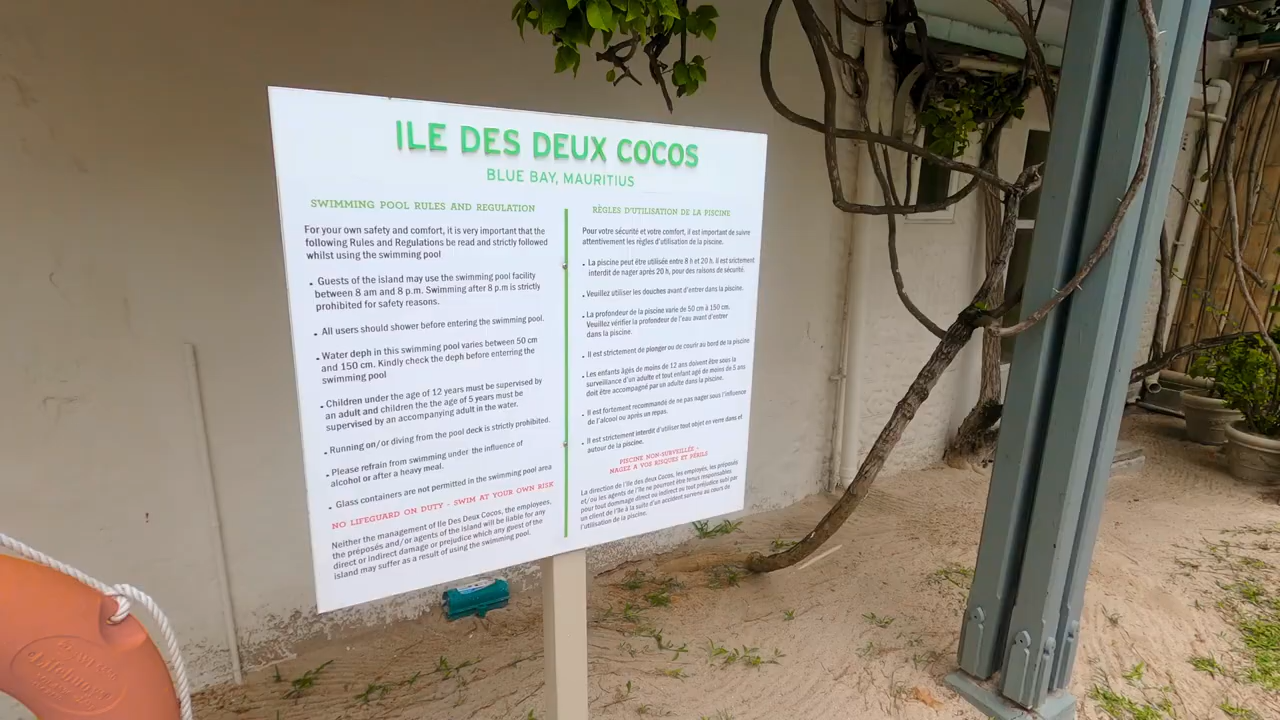 ILE DES DEUX COCOS
BLUE BAY, MAURITIUS
SWIMMING POOL RULES AND REGULATION
For your own safety and comfort, it is very important that the
following Rules and Regulations be read and strictly followed
whilst using the swimming pool
• Guests of the island may use the swimming pool facility
between 8 am and 8 p.m. Swimming after 8 p.m is strictly
prohibited for safety reasons.
• All users should shower before entering the swimming pool.
• Water deph in this swimming pool varies between 50 cm
and 150 cm. Kindly check the deph before entering the
swimming pool
• Children under the age of 12 years must be supervised by
an adult and children the the age of 5 years must be
supervised by an accompanying adult in the water.
• Running on/or diving from the pool deck is strictly prohibited.
• Please refrain from swimming under the influence of
alcohol or after a heavy meal.
• Glass containers are not permitted in the swimming pool area
NO LIFEGUARD ON DUTY - SWIM AT YOUR OWN RISK
Neither the management of Ile Des Deux Cocos, the employees,
the préposés and/or agents of the island will be liable for any
direct or indirect damage or prejudice which any guest of the
island may suffer as a result of using the swimming pool.
RÈGLES D'UTILISATION DE LA PISCINE
Pour votre sécurité et votre comfort, il est important de suivre
attentivement les règles d'utilisation de la piscine.
• La piscine peut être utilisée entre 8 h et 20 h. Il est srictement
interdit de nager après 20 h, pour des raisons de sécurité.
• Veuillez utiliser les douches avant d'entrer dans la piscine.
• La profondeur de la piscine varie de 50 cm à 150 cm.
Veuillez vérifier la profondeur de l'eau avant d'entrer
dans la piscine.
• Il est strictement de plonger ou de courir au bord de la piscine
• Les enfants âgés de moins de 12 ans doivent être sous la
surveillance d'un adulte et tout enfant agé de moins de 5 ans
doit être accompagné par un adulte dans la piscine.
• Il est fortement recommandé de ne pas nager sous l'influence
de l'alcool ou après un repas.
• Il est strictement interdit d'utiliser tout objet en verre dans et
autour de la piscine.
PISCINE NON-SURVEILLÉE -
NAGEZ A VOS RISQUES ET PÉRILS
La direction de l'ile des deux Cocos, les employés, les préposés
et/ou les agents de l'ile ne pourront être tenus responsables
pour tout dommage direct ou indirect ou tout préjudice subi par
un client de l'ile à la suite d'un accident survenu au cours de
l'utilisation de la piscine.